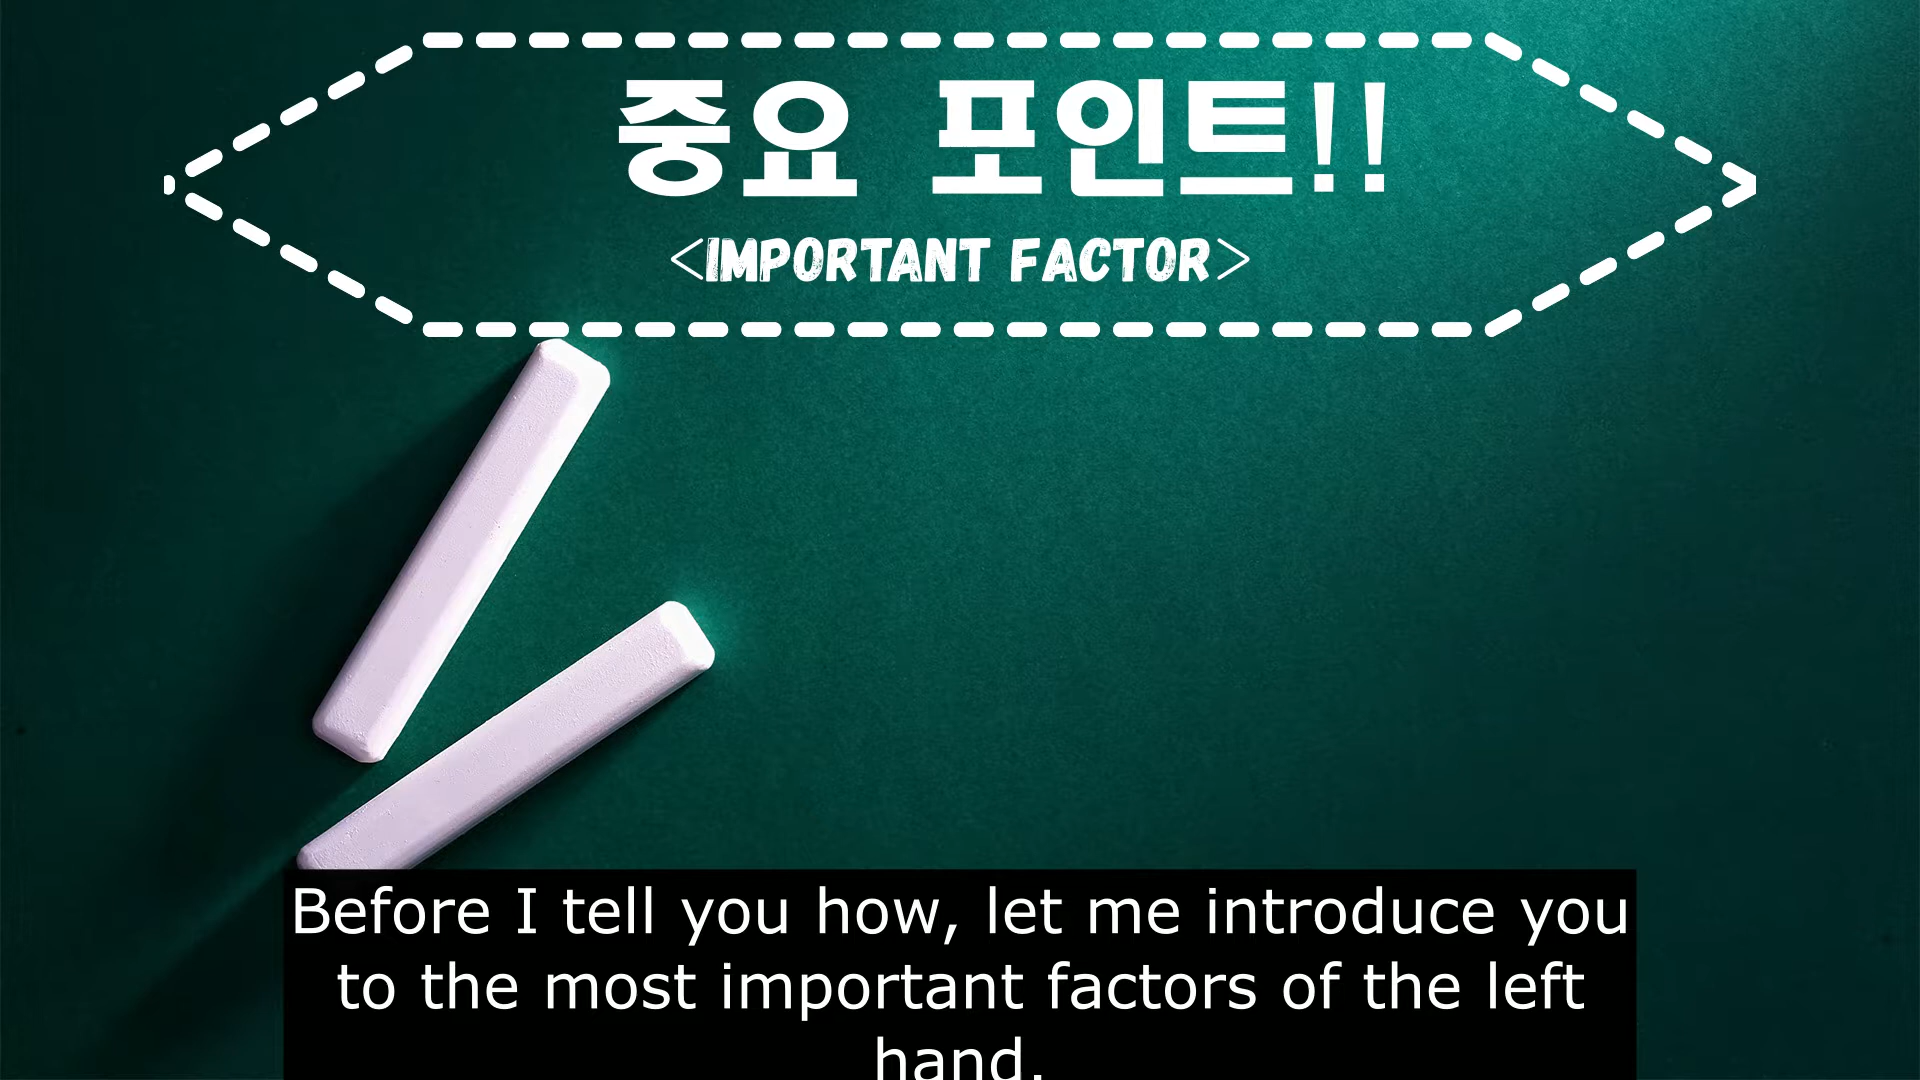 중요 포인트!!
<IMPORTANT FACTOR>
Before I tell you how, let me introduce you
to the most important factors of the left
hand.